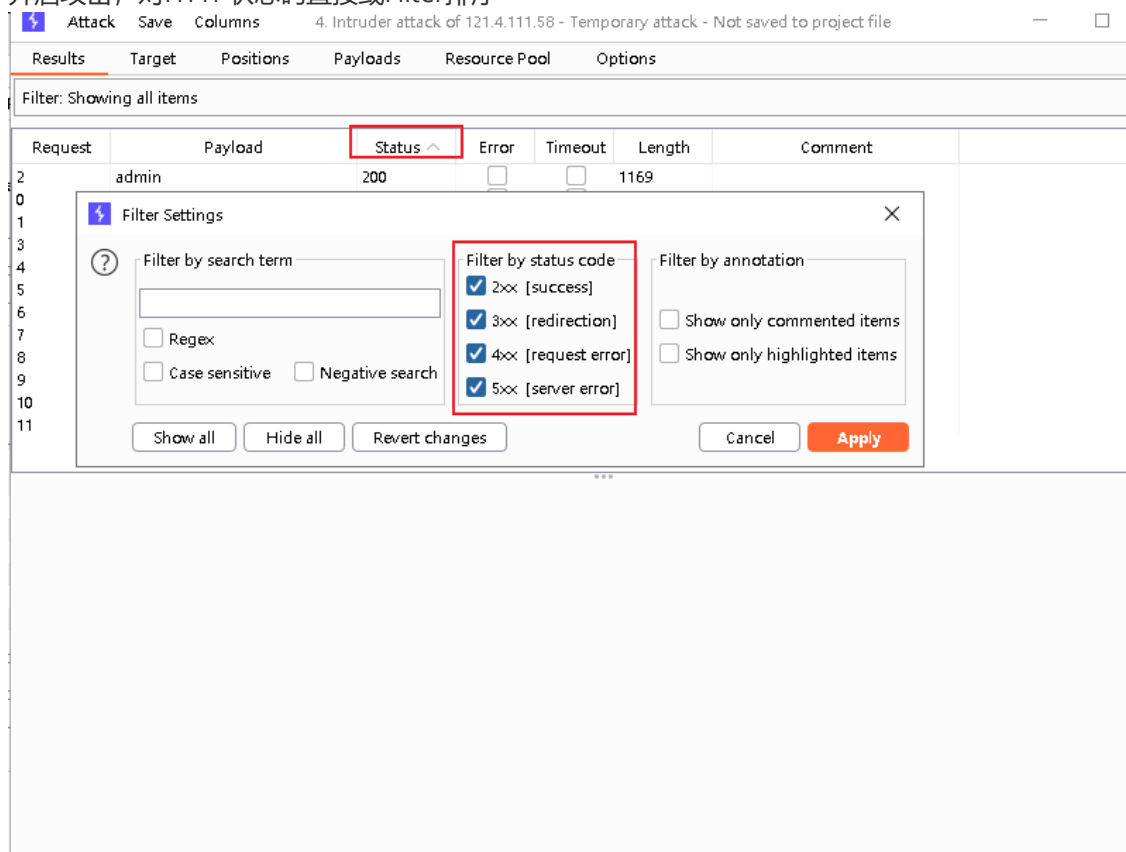 Attack Save Columns 4. Intruder attack of 121.4.111.58 - Temporary attack - Not saved to project file
Results Target Positions Payloads Resource Pool Options
Filter: Showing all items
Request Payload Status Error Timeout Length Comment
2 admin 200 1169
0
1
3
4
5
6
7
8
9
10
11
Filter Settings
Filter by search term
Regex
Case sensitive Negative search
Filter by status code
2xx [success]
3xx [redirection]
4xx [request error]
5xx [server error]
Filter by annotation
Show only commented items
Show only highlighted items
Show all Hide all Revert changes Cancel Apply